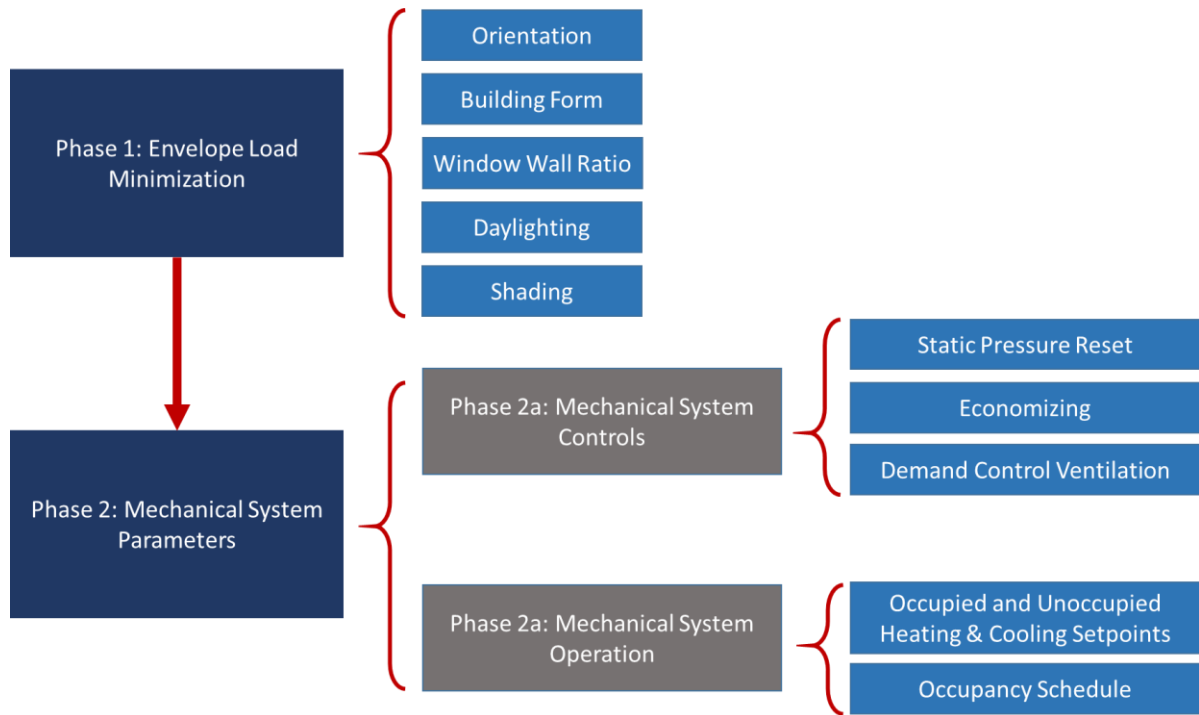 Phase 1: Envelope Load
Minimization
Orientation
Building Form
Window Wall Ratio
Daylighting
Shading
Phase 2: Mechanical System
Parameters
Phase 2a: Mechanical System
Controls
Static Pressure Reset
Economizing
Demand Control Ventilation
Phase 2a: Mechanical System
Operation
Occupied and Unoccupied
Heating & Cooling Setpoints
Occupancy Schedule